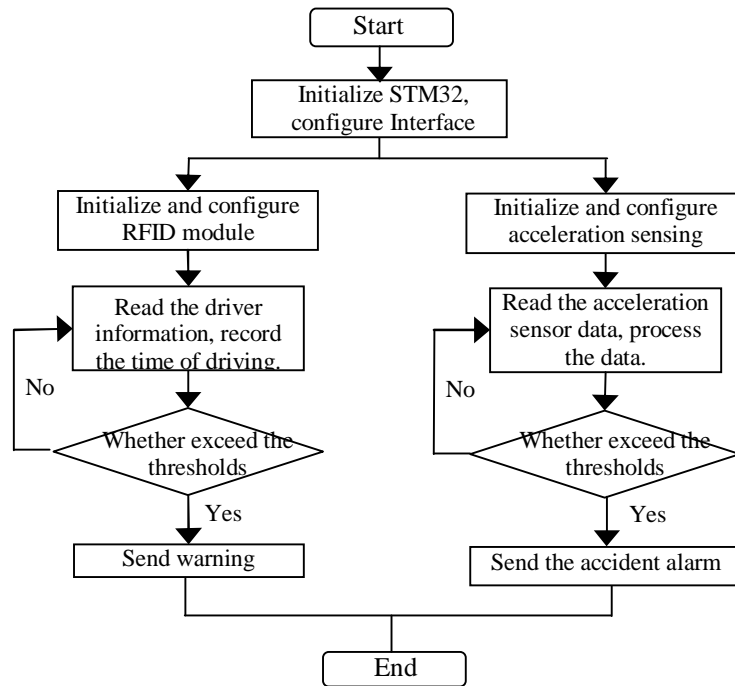 Start
Initialize STM32,
configure Interface
Initialize and configure
RFID module
Initialize and configure
acceleration sensing
Read the driver
information, record
the time of driving.
Read the acceleration
sensor data, process
the data.
No
No
Whether exceed the
thresholds
Whether exceed the
thresholds
Yes
Yes
Send warning
Send the accident alarm
End